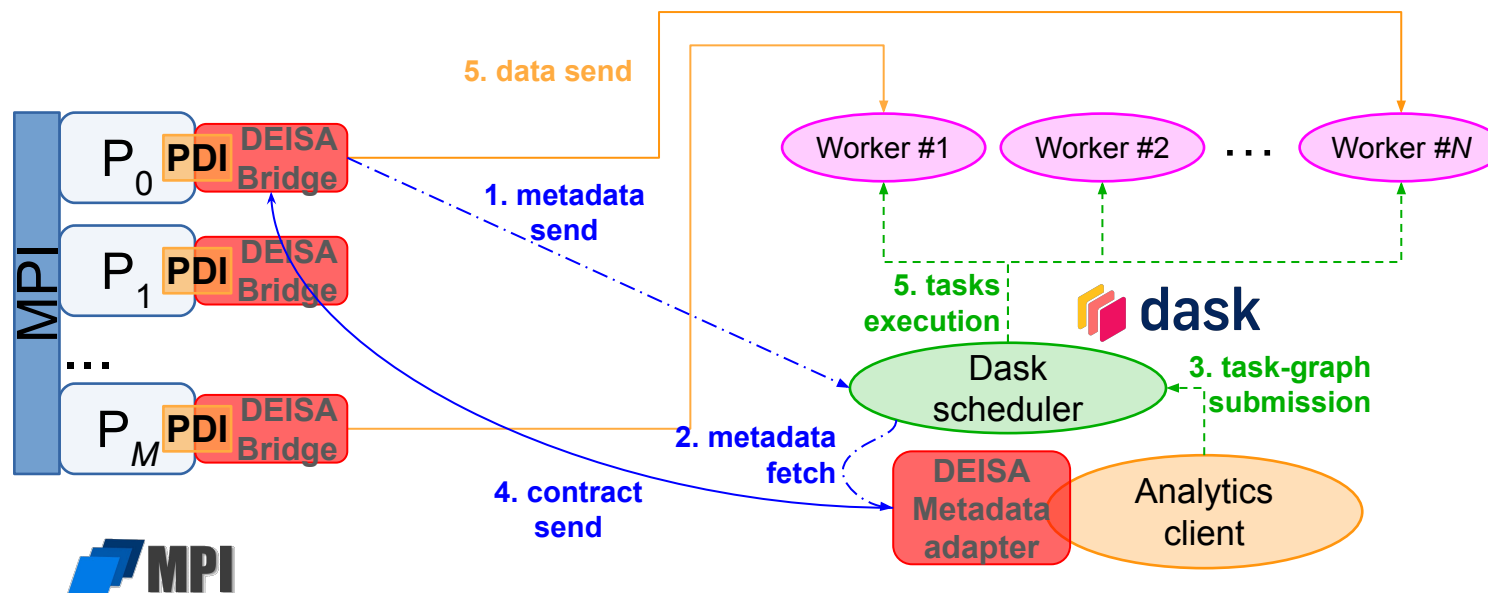 5. data send
MPI
P0
PDI
DEISA
Bridge
Worker #1
Worker #2
...
Worker #N
1. metadata
send
P1
PDI
DEISA
Bridge
...
5. tasks
execution
dask
PM
PDI
DEISA
Bridge
Dask
scheduler
3. task-graph
submission
2. metadata
fetch
4. contract
send
DEISA
Metadada
adapter
Analytics
client
MPI